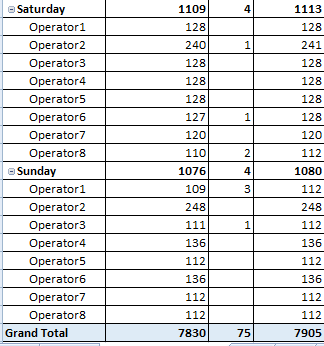 Saturday 1109 4 1113
Operator1 128 128
Operator2 240 1 241
Operator3 128 128
Operator4 128 128
Operator5 128 128
Operator6 127 1 128
Operator7 120 120
Operator8 110 2 112
Sunday 1076 4 1080
Operator1 109 3 112
Operator2 248 248
Operator3 111 1 112
Operator4 136 136
Operator5 112 112
Operator6 136 136
Operator7 112 112
Operator8 112 112
Grand Total 7830 75 7905